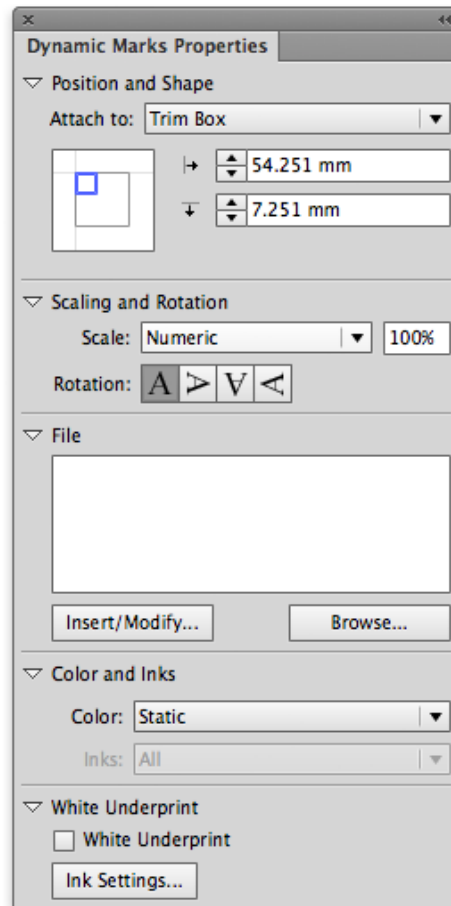 Dynamic Marks Properties
Position and Shape
Attach to: Trim Box
54.251 mm
7.251 mm
Scaling and Rotation
Scale: Numeric 100%
Rotation: A A A A
File
Insert/Modify... Browse...
Color and Inks
Color: Static
Inks: All
White Underprint
White Underprint
Ink Settings...